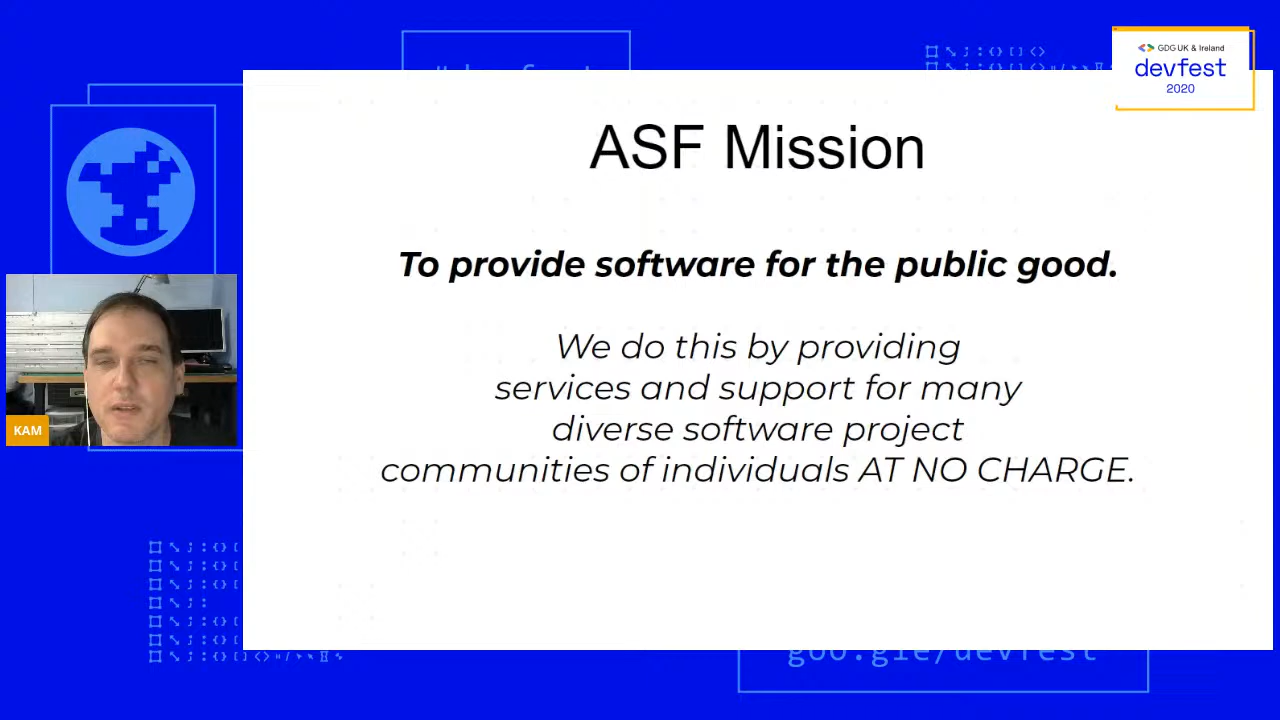 GDG UK & Ireland
devfest
2020
ASF Mission
To provide software for the public good.
We do this by providing
services and support for many
diverse software project
communities of individuals AT NO CHARGE.
KAM
goo.gle/devfest